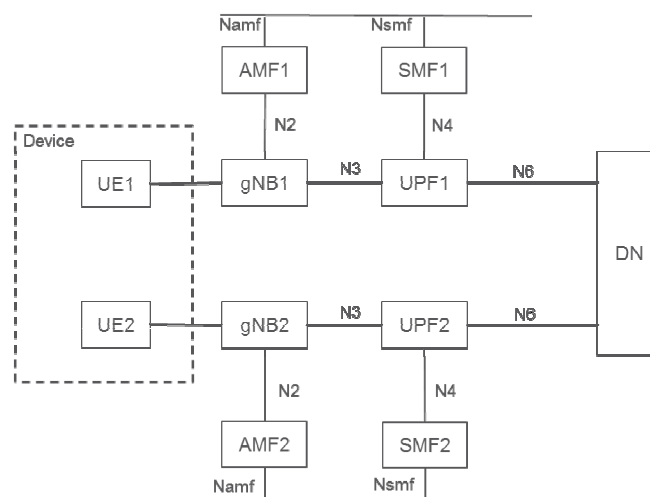 Namf
Nsmf
AMF1
SMF1
N2
N4
Device
UE1
gNB1
N3
UPF1
N6
DN
UE2
gNB2
N3
UPF2
N6
N2
N4
AMF2
SMF2
Namf
Nsmf